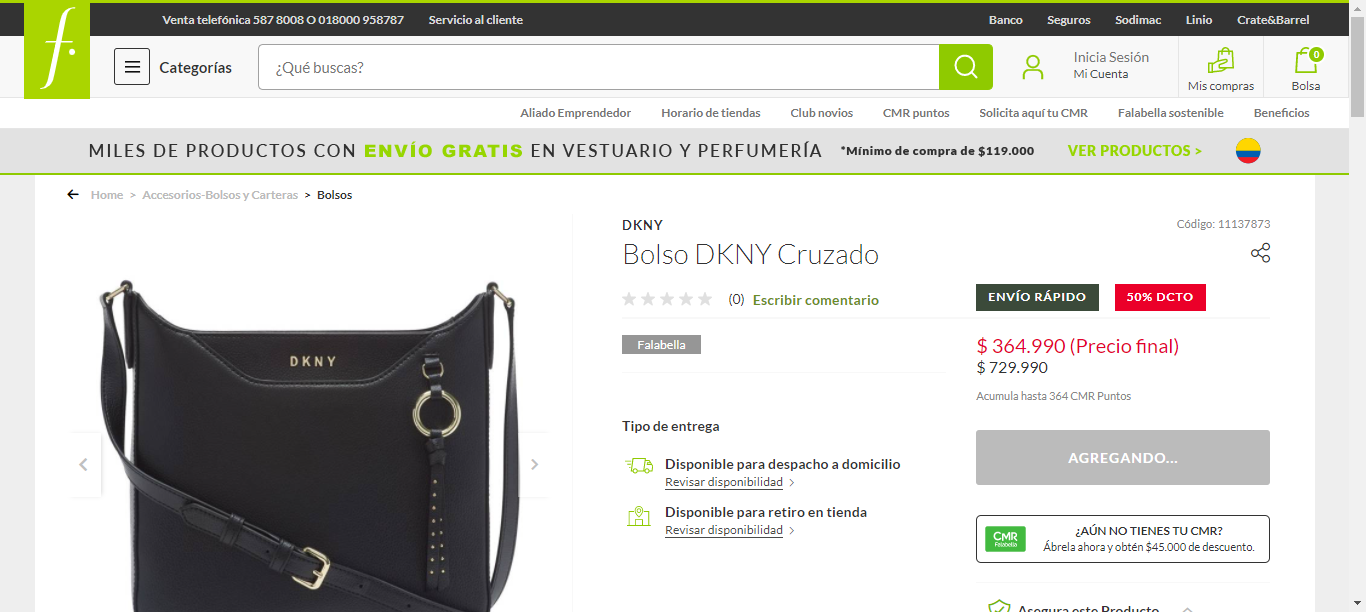 Venta telefónica 587 8008 O 018000 958787 Servicio al cliente Banco Seguros Sodimac Linio Crate&Barrel
f.
Categorías
¿Qué buscas?
Inicia Sesión
Mi Cuenta
Mis compras
0
Bolsa
Aliado Emprendedor Horario de tiendas Club novios CMR puntos Solicita aquí tu CMR Falabella sostenible Beneficios
MILES DE PRODUCTOS CON ENVÍO GRATIS EN VESTUARIO Y PERFUMERÍA *Mínimo de compra de $119.000 VER PRODUCTOS >
Home > Accesorios-Bolsos y Carteras > Bolsos
DKNY
DKNY
Código: 11137873
Bolso DKNY Cruzado
(0) Escribir comentario
ENVÍO RÁPIDO
50% DCTO
Falabella
$ 364.990 (Precio final)
$ 729.990
Acumula hasta 364 CMR Puntos
Tipo de entrega
Disponible para despacho a domicilio
Revisar disponibilidad >
Disponible para retiro en tienda
Revisar disponibilidad >
AGREGANDO...
CMR
Falabella
¿AÚN NO TIENES TU CMR?
Ábrela ahora y obtén $45.000 de descuento.
Asegura este Producto